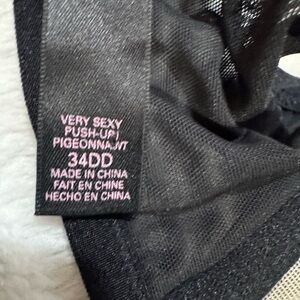 VERY SEXY
PUSH-UP/
PIGEONNANT
34DD
MADE IN CHINA
FAIT EN CHINE
HECHO EN CHINA